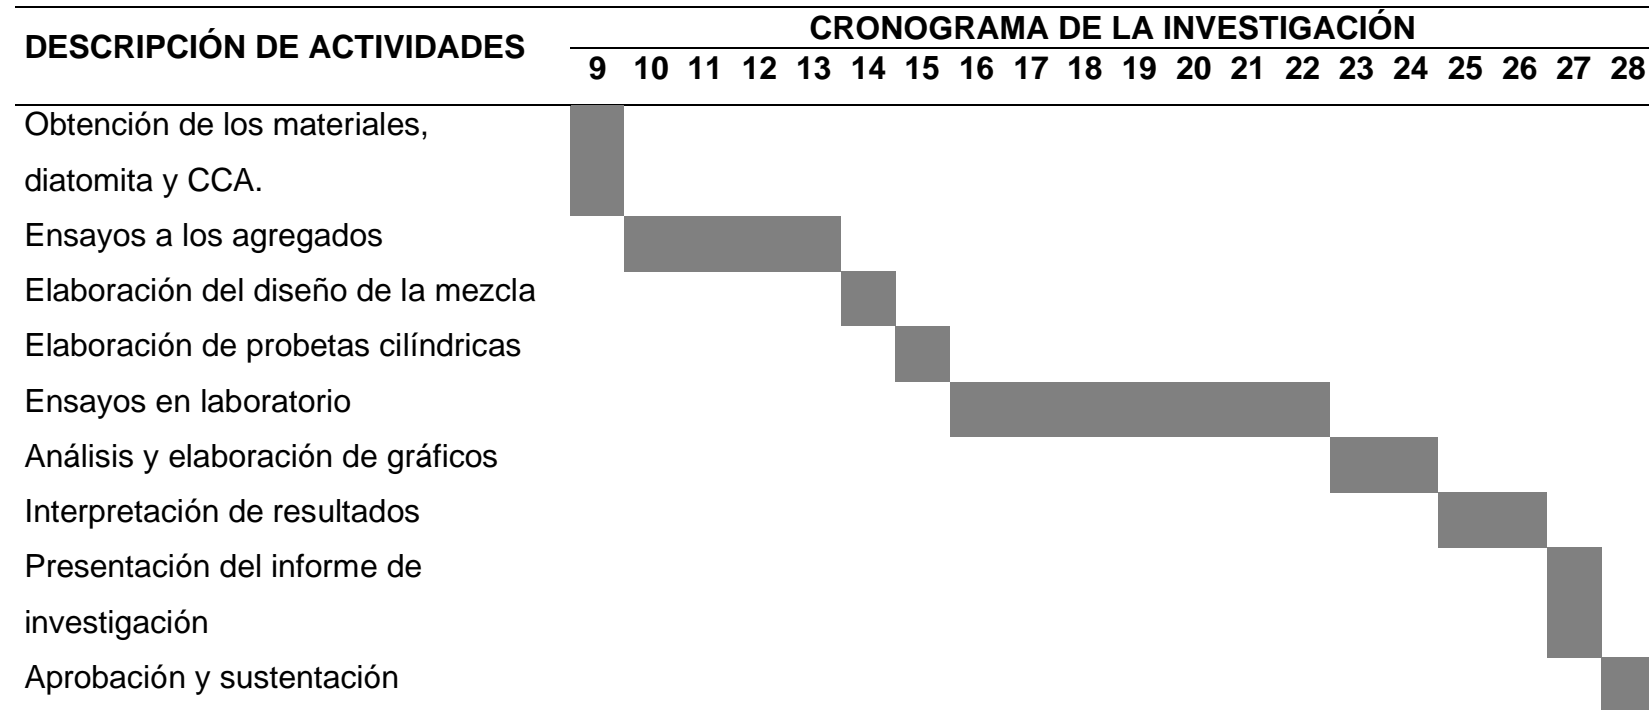 CRONOGRAMA DE LA INVESTIGACIÓN
DESCRIPCIÓN DE ACTIVIDADES
9 10 11 12 13 14 15 16 17 18 19 20 21 22 23 24 25 26 27 28
Obtención de los materiales,
diatomita y CCA.
Ensayos a los agregados
Elaboración del diseño de la mezcla
Elaboración de probetas cilíndricas
Ensayos en laboratorio
Análisis y elaboración de gráficos
Interpretación de resultados
Presentación del informe de
investigación
Aprobación y sustentación